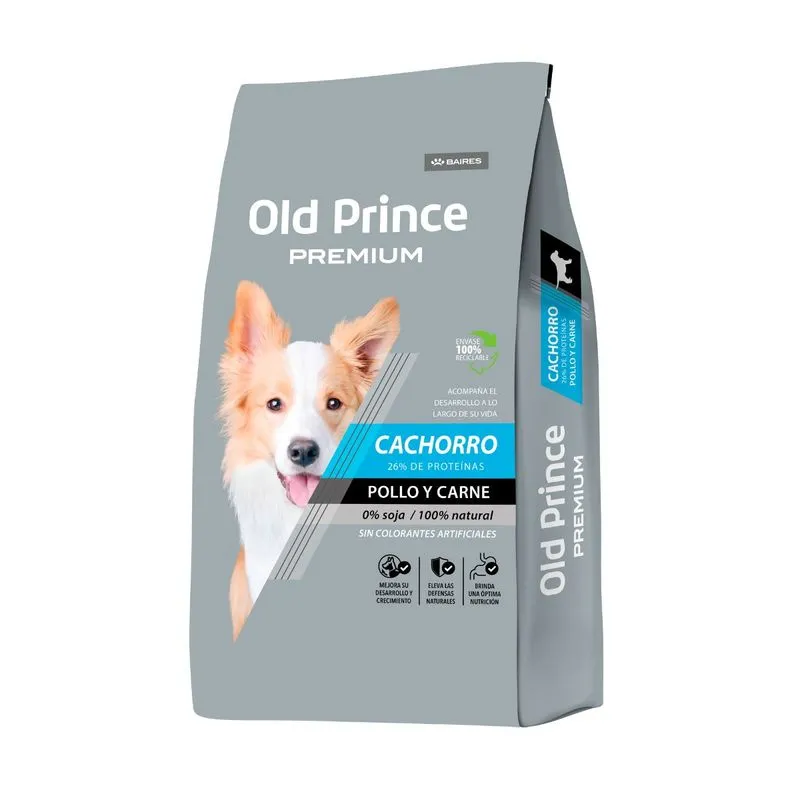 BAIRES
Old Prince
PREMIUM
ENVASE
100%
RECICLABLE
ACOMPAÑA EL
DESARROLLO A LO
LARGO DE SU VIDA
CACHORRO
26% DE PROTEÍNAS
POLLO Y CARNE
0% soja / 100% natural
SIN COLORANTES ARTIFICIALES
MEJORA SU
DESARROLLO Y
CRECIMIENTO
ELEVA LAS
DEFENSAS
NATURALES
BRINDA
UNA ÓPTIMA
NUTRICIÓN
CACHORRO
26% DE PROTEÍNAS
POLLO Y CARNE
Old Prince
PREMIUM